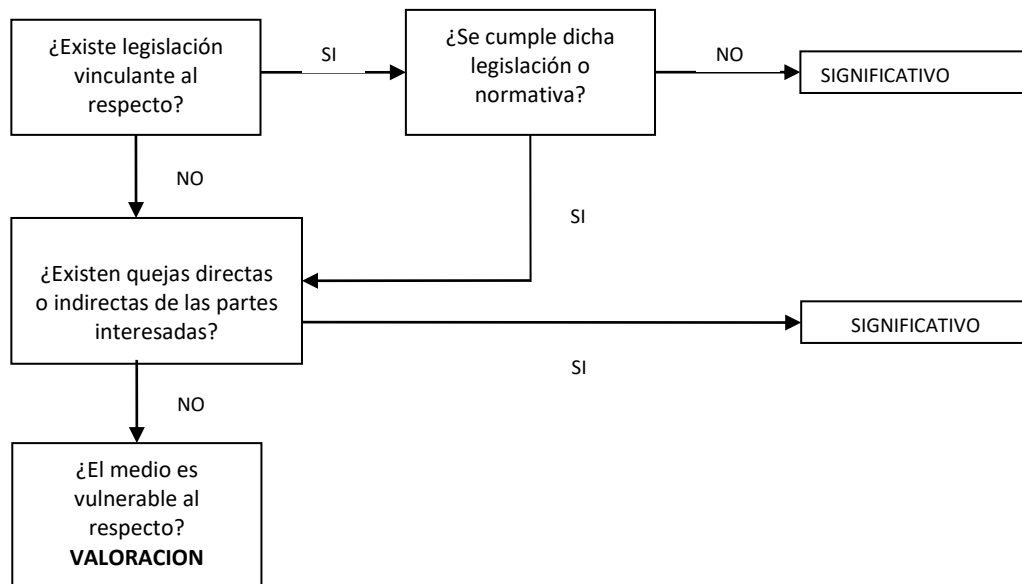 ¿Existe legislación
vinculante al
respecto?
SI
¿Se cumple dicha
legislación o
normativa?
NO
SIGNIFICATIVO
NO
SI
¿Existen quejas directas
o indirectas de las partes
interesadas?
SIGNIFICATIVO
SI
NO
¿El medio es
vulnerable al
respecto?
VALORACION